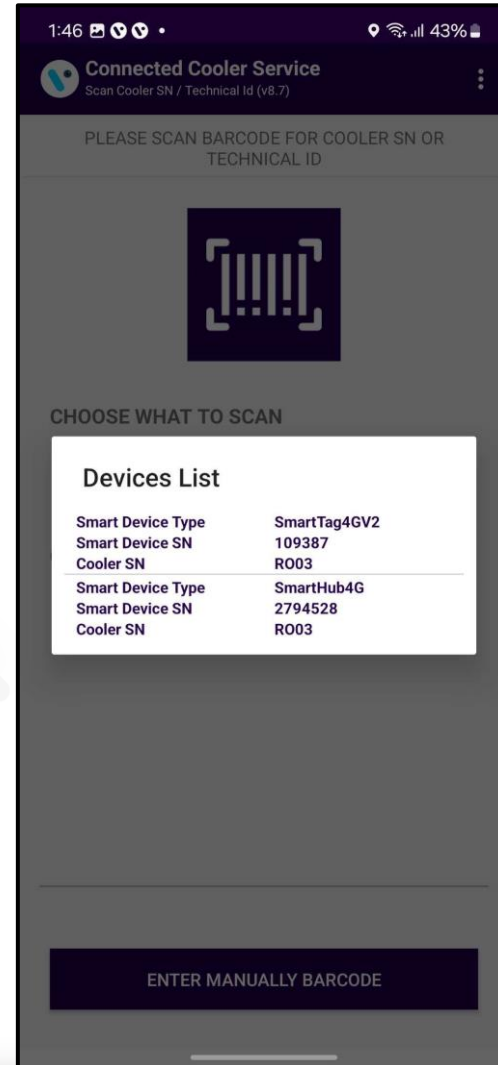 1:46 43%
Connected Cooler Service
Scan Cooler SN / Technical Id (v8.7)
PLEASE SCAN BARCODE FOR COOLER SN OR
TECHNICAL ID
CHOOSE WHAT TO SCAN
Devices List
Smart Device Type SmartTag4GV2
Smart Device SN 109387
Cooler SN RO03
Smart Device Type SmartHub4G
Smart Device SN 2794528
Cooler SN RO03
ENTER MANUALLY BARCODE